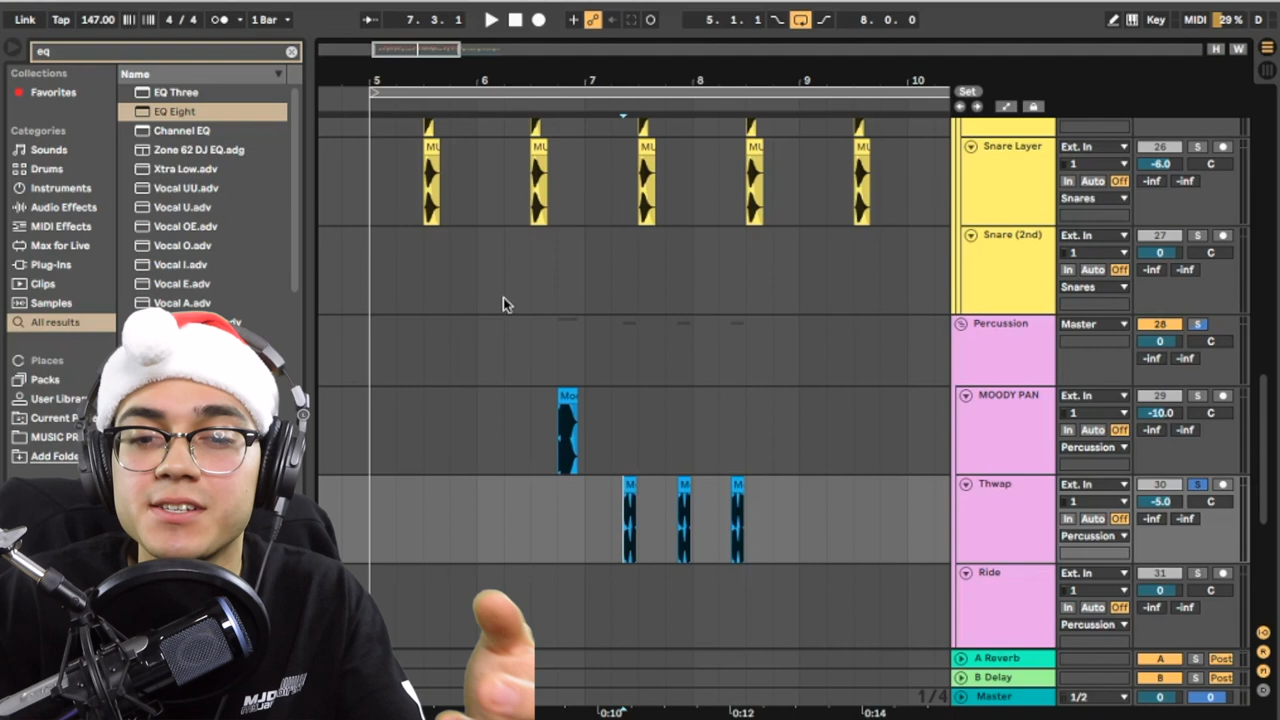 Link Tap 147.00 4 / 4 1 Bar 7. 3. 1 5. 1. 1 8. 0. 0 Key MIDI 29 % D
eq
H W
Collections
Favorites
Categories
Sounds
Drums
Instruments
Audio Effects
MIDI Effects
Max for Live
Plug-Ins
Clips
Samples
All results
Places
Packs
User Librar
Current P
MUSIC PR
Add Folde
Name
EQ Three
EQ Eight
Channel EQ
Zone 62 DJ EQ.adg
Xtra Low.adv
Vocal UU.adv
Vocal U.adv
Vocal OE.adv
Vocal O.adv
Vocal I.adv
Vocal E.adv
Vocal A.adv
5 6 7 8 9 10
Set
Snare Layer Ext. In 26 S
1 -6.0 C
In Auto Off -inf -inf
Snares
Snare (2nd) Ext. In 27 S
1 0 C
In Auto Off -inf -inf
Snares
Percussion Master 28 S
0 C
-inf -inf
MOODY PAN Ext. In 29 S
1 -10.0 C
In Auto Off -inf -inf
Percussion
Thwap Ext. In 30 S
1 -5.0 C
In Auto Off -inf -inf
Percussion
Ride Ext. In 31 S
1 0 C
In Auto Off -inf -inf
Percussion
A Reverb A S Post
B Delay B S Post
1/4 Master 1/2 0 0
0:10 0:12 0:14